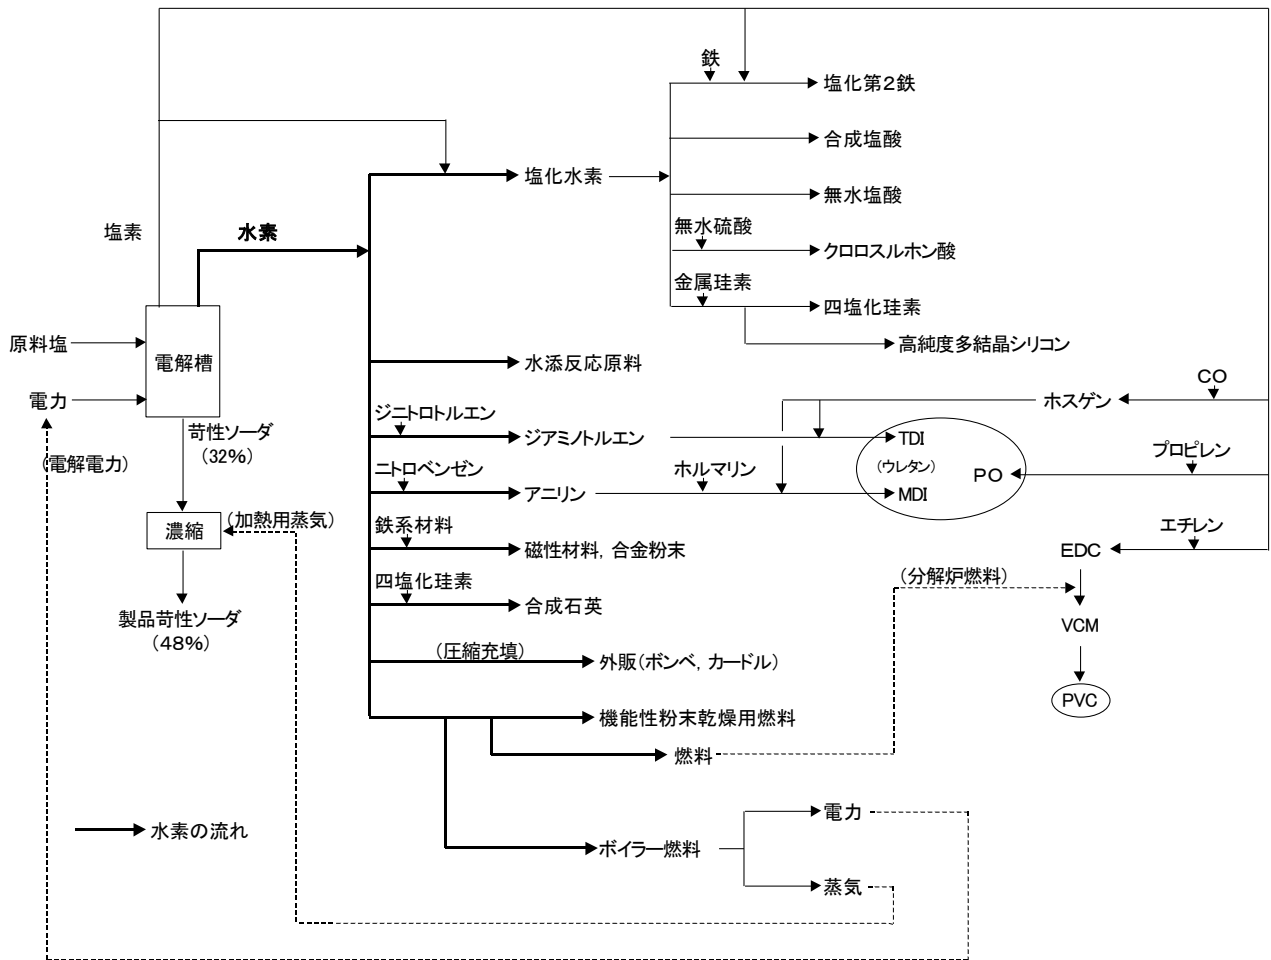 鉄
塩化第2鉄
合成塩酸
塩化水素
無水塩酸
塩素
水素
無水硫酸
クロロスルホン酸
金属珪素
四塩化珪素
原料塩
電解槽
高純度多結晶シリコン
水添反応原料
CO
電力
ホスゲン
ジニトロトルエン
苛性ソーダ
(32%)
ジアミノトルエン
TDI
(電解電力)
(ウレタン)
プロピレン
PO
ニトロベンゼン
アニリン
ホルマリン
MDI
(加熱用蒸気)
濃縮
鉄系材料
磁性材料, 合金粉末
エチレン
EDC
四塩化珪素
合成石英
(分解炉燃料)
製品苛性ソーダ
(48%)
VCM
(圧縮充填)
外販(ボンベ, カードル)
PVC
機能性粉末乾燥用燃料
燃料
水素の流れ
電力
ボイラー燃料
蒸気